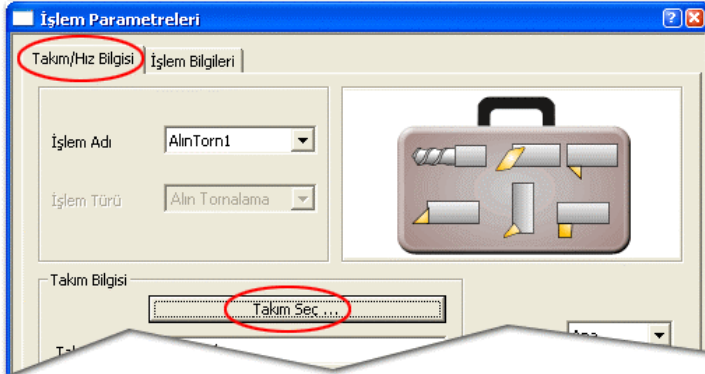 İşlem Parametreleri
Takım/Hız Bilgisi İşlem Bilgileri
İşlem Adı AlınTorn1
İşlem Türü Alın Tornalama
Takım Bilgisi
Takım Seç ...